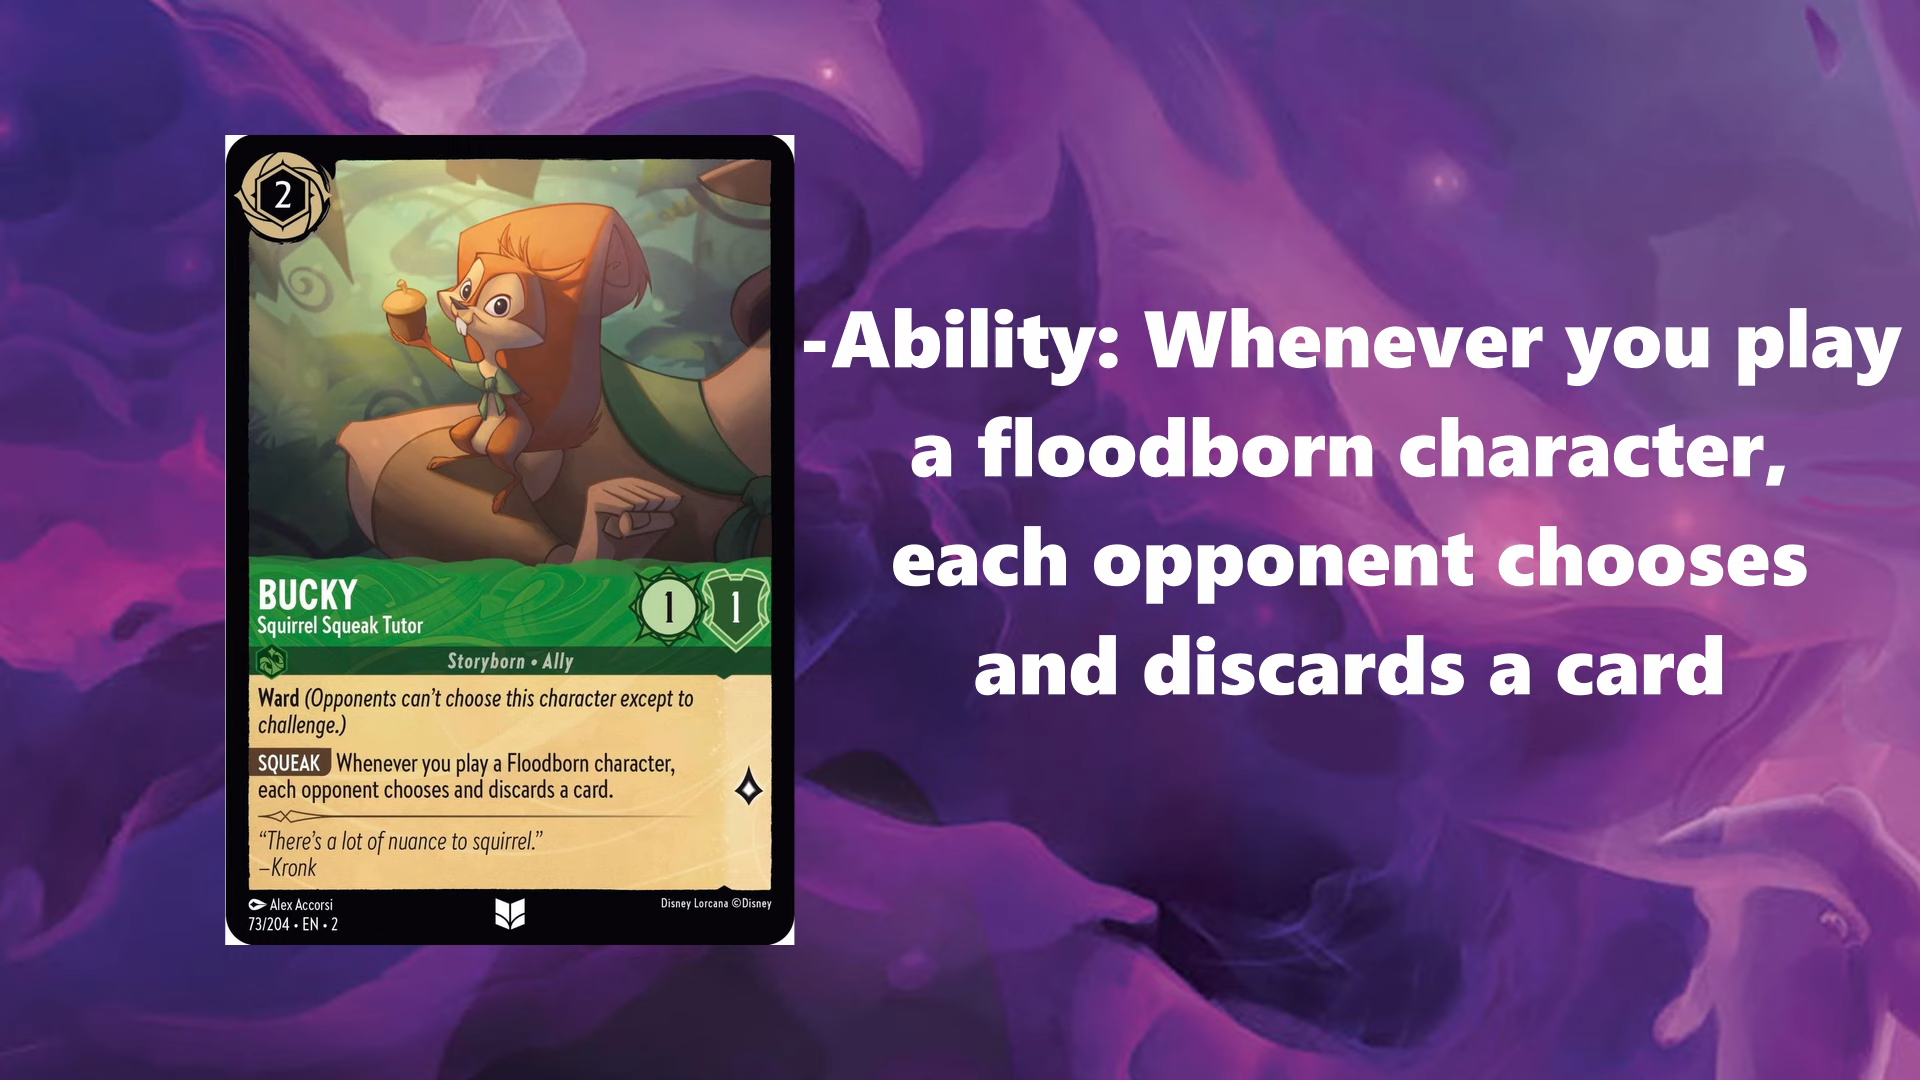 2
BUCKY
Squirrel Squeak Tutor
1
1
Storyborn • Ally
Ward (Opponents can't choose this character except to
challenge.)
SQUEAK Whenever you play a Floodborn character,
each opponent chooses and discards a card.
“There’s a lot of nuance to squirrel.”
–Kronk
Alex Accorsi
73/204 • EN • 2
Disney Lorcana ©Disney
-Ability: Whenever you play
a floodborn character,
each opponent chooses
and discards a card